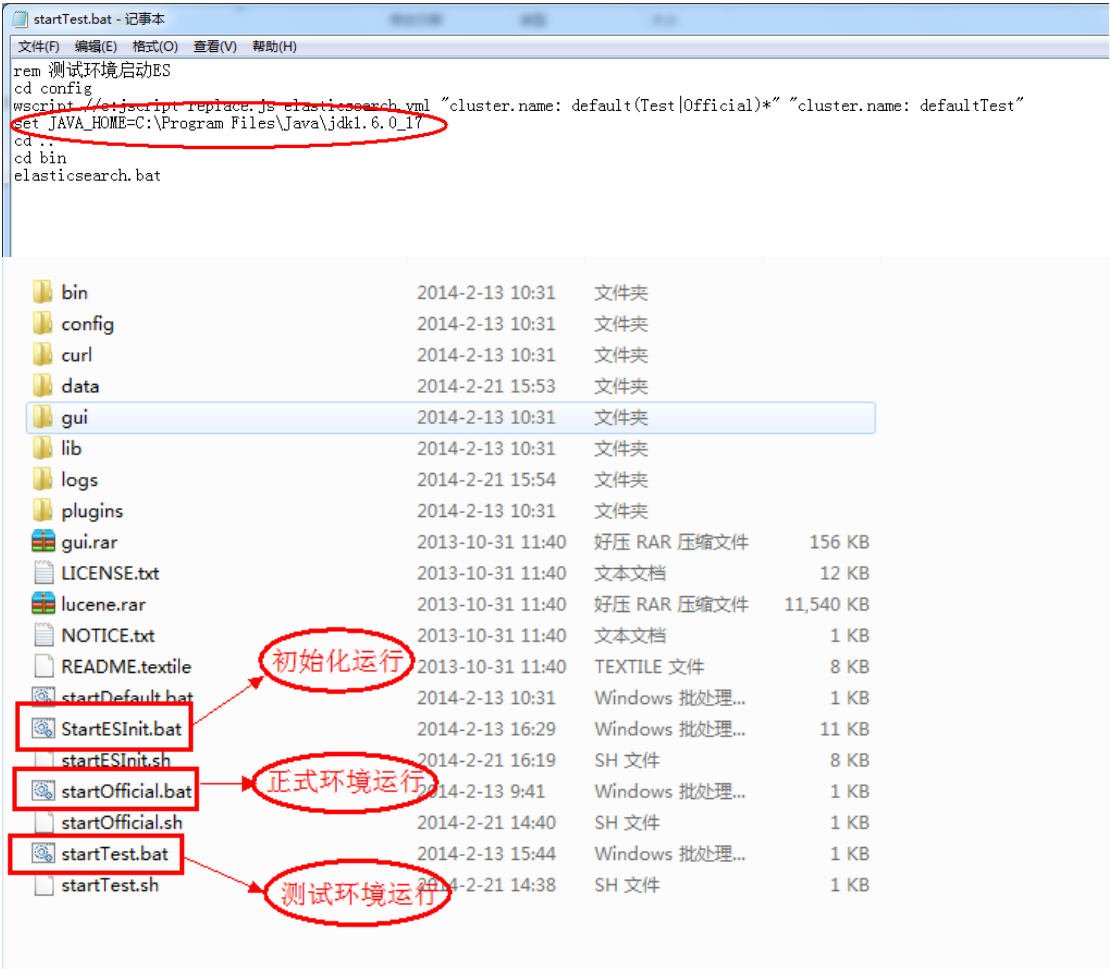 startTest.bat - 记事本
文件(F) 编辑(E) 格式(O) 查看(V) 帮助(H)
rem 测试环境启动ES
cd config
wscript //e:jscript replace.js elasticsearch.yml "cluster.name: default(Test|Official)*" "cluster.name: defaultTest"
set JAVA_HOME=C:\Program Files\Java\jdk1.6.0_17
cd ..
cd bin
elasticsearch.bat
bin 2014-2-13 10:31 文件夹
config 2014-2-13 10:31 文件夹
curl 2014-2-13 10:31 文件夹
data 2014-2-21 15:53 文件夹
gui 2014-2-13 10:31 文件夹
lib 2014-2-13 10:31 文件夹
logs 2014-2-21 15:54 文件夹
plugins 2014-2-13 10:31 文件夹
gui.rar 2013-10-31 11:40 好压 RAR 压缩文件 156 KB
LICENSE.txt 2013-10-31 11:40 文本文档 12 KB
lucene.rar 2013-10-31 11:40 好压 RAR 压缩文件 11,540 KB
NOTICE.txt 2013-10-31 11:40 文本文档 1 KB
README.textile 初始化运行 2013-10-31 11:40 TEXTILE 文件 8 KB
startDefault.bat 2014-2-13 10:31 Windows 批处理... 1 KB
StartESInit.bat 2014-2-13 16:29 Windows 批处理... 11 KB
startESInit.sh 2014-2-21 16:19 SH 文件 8 KB
startOfficial.bat 正式环境运行 2014-2-13 9:41 Windows 批处理... 1 KB
startOfficial.sh 2014-2-21 14:40 SH 文件 1 KB
startTest.bat 2014-2-13 15:44 Windows 批处理... 1 KB
startTest.sh 测试环境运行 2014-2-21 14:38 SH 文件 1 KB